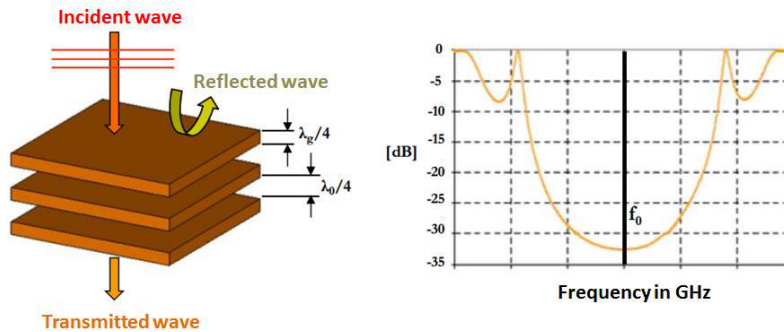 Incident wave
Reflected wave
λg/4
λ0/4
Transmitted wave
0
-5
-10
-15
-20
-25
-30
-35
[dB]
f0
Frequency in GHz